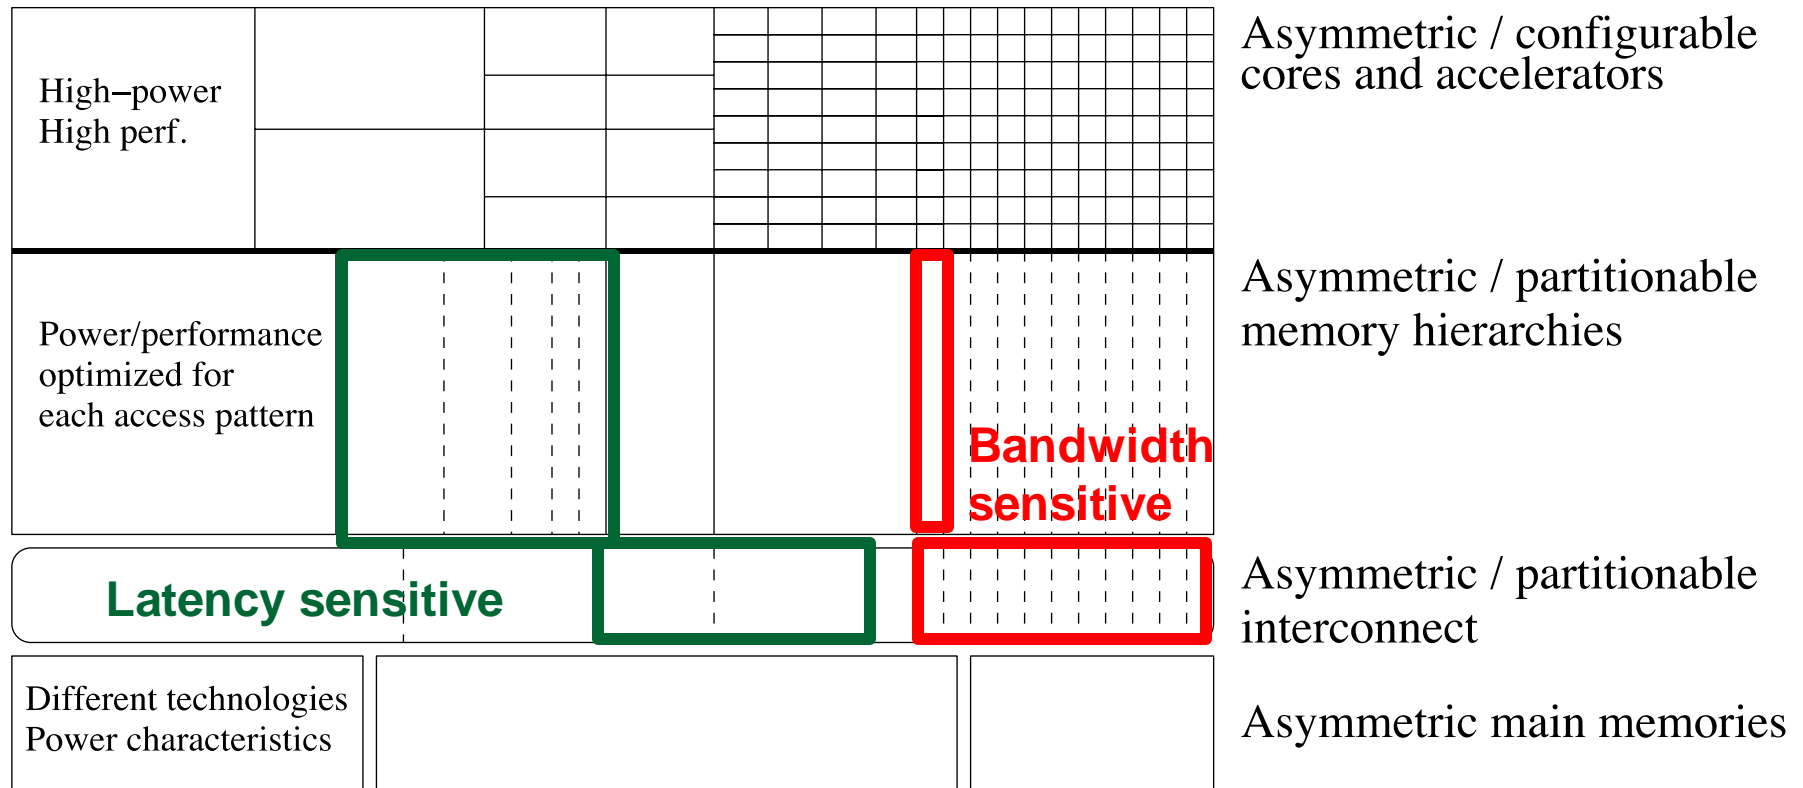 Asymmetric / configurable
cores and accelerators
High–power
High perf.
Asymmetric / partitionable
memory hierarchies
Power/performance
optimized for
each access pattern
Bandwidth
sensitive
Latency sensitive
Asymmetric / partitionable
interconnect
Different technologies
Power characteristics
Asymmetric main memories